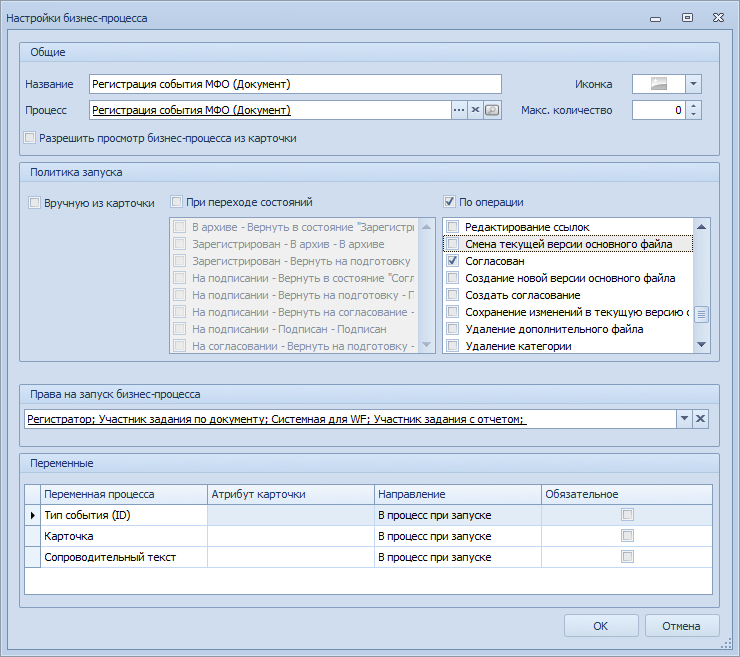 Настройки бизнес-процесса
Общие
Название Регистрация события МФО (Документ) Иконка
Процесс Регистрация события МФО (Документ) Макс. количество 0
Разрешить просмотр бизнес-процесса из карточки
Политика запуска
Вручную из карточки При переходе состояний По операции
В архиве - Вернуть в состояние "Зарегистри
Зарегистрирован - В архив - В архиве
Зарегистрирован - Вернуть на подготовку
На подписании - Вернуть в состояние "Согл
На подписании - Вернуть на подготовку - П
На подписании - Вернуть на согласование -
На подписании - Подписан - Подписан
На согласовании - Вернуть на подготовку -
Редактирование ссылок
Смена текущей версии основного файла
Согласован
Создание новой версии основного файла
Создать согласование
Сохранение изменений в текущую версию о
Удаление дополнительного файла
Удаление категории
Права на запуск бизнес-процесса
Регистратор; Участник задания по документу; Системная для WF; Участник задания с отчетом;
Переменные
Переменная процесса Атрибут карточки Направление Обязательное
Тип события (ID) В процесс при запуске
Карточка В процесс при запуске
Сопроводительный текст В процесс при запуске
ОК Отмена